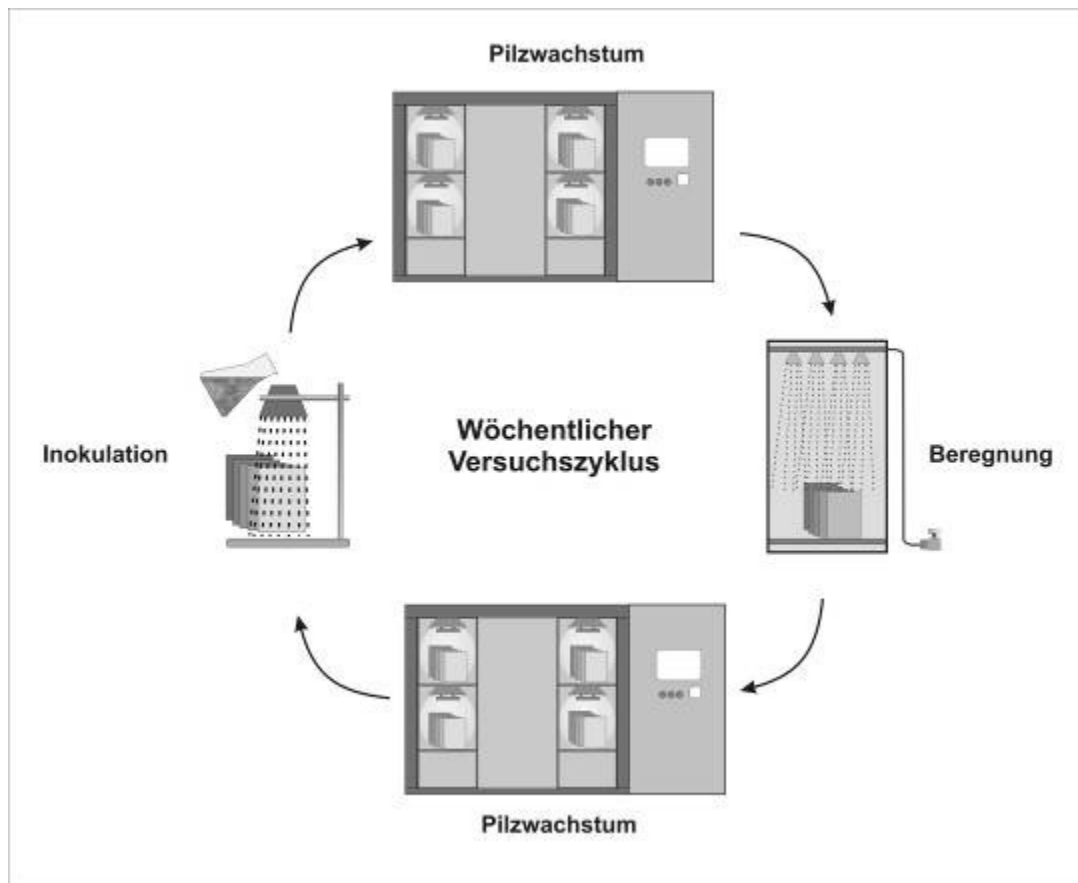 Pilzwachstum
Inokulation
Wöchentlicher
Versuchszyklus
Beregnung
Pilzwachstum